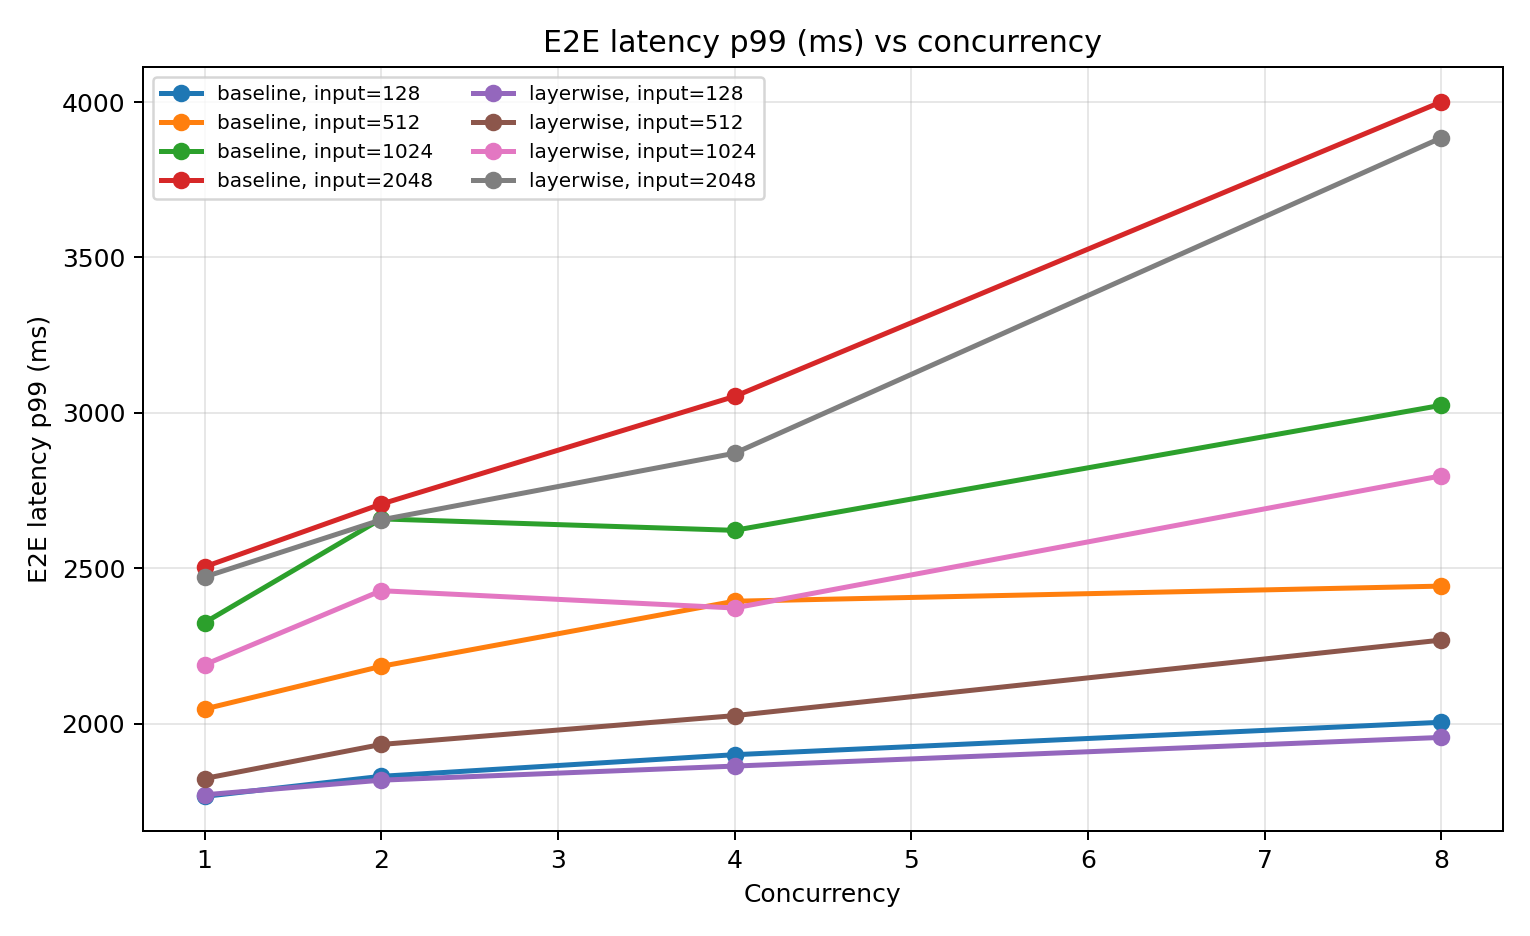 E2E latency p99 (ms) vs concurrency
baseline, input=128
baseline, input=512
baseline, input=1024
baseline, input=2048
layerwise, input=128
layerwise, input=512
layerwise, input=1024
layerwise, input=2048
E2E latency p99 (ms)
4000
3500
3000
2500
2000
1 2 3 4 5 6 7 8
Concurrency